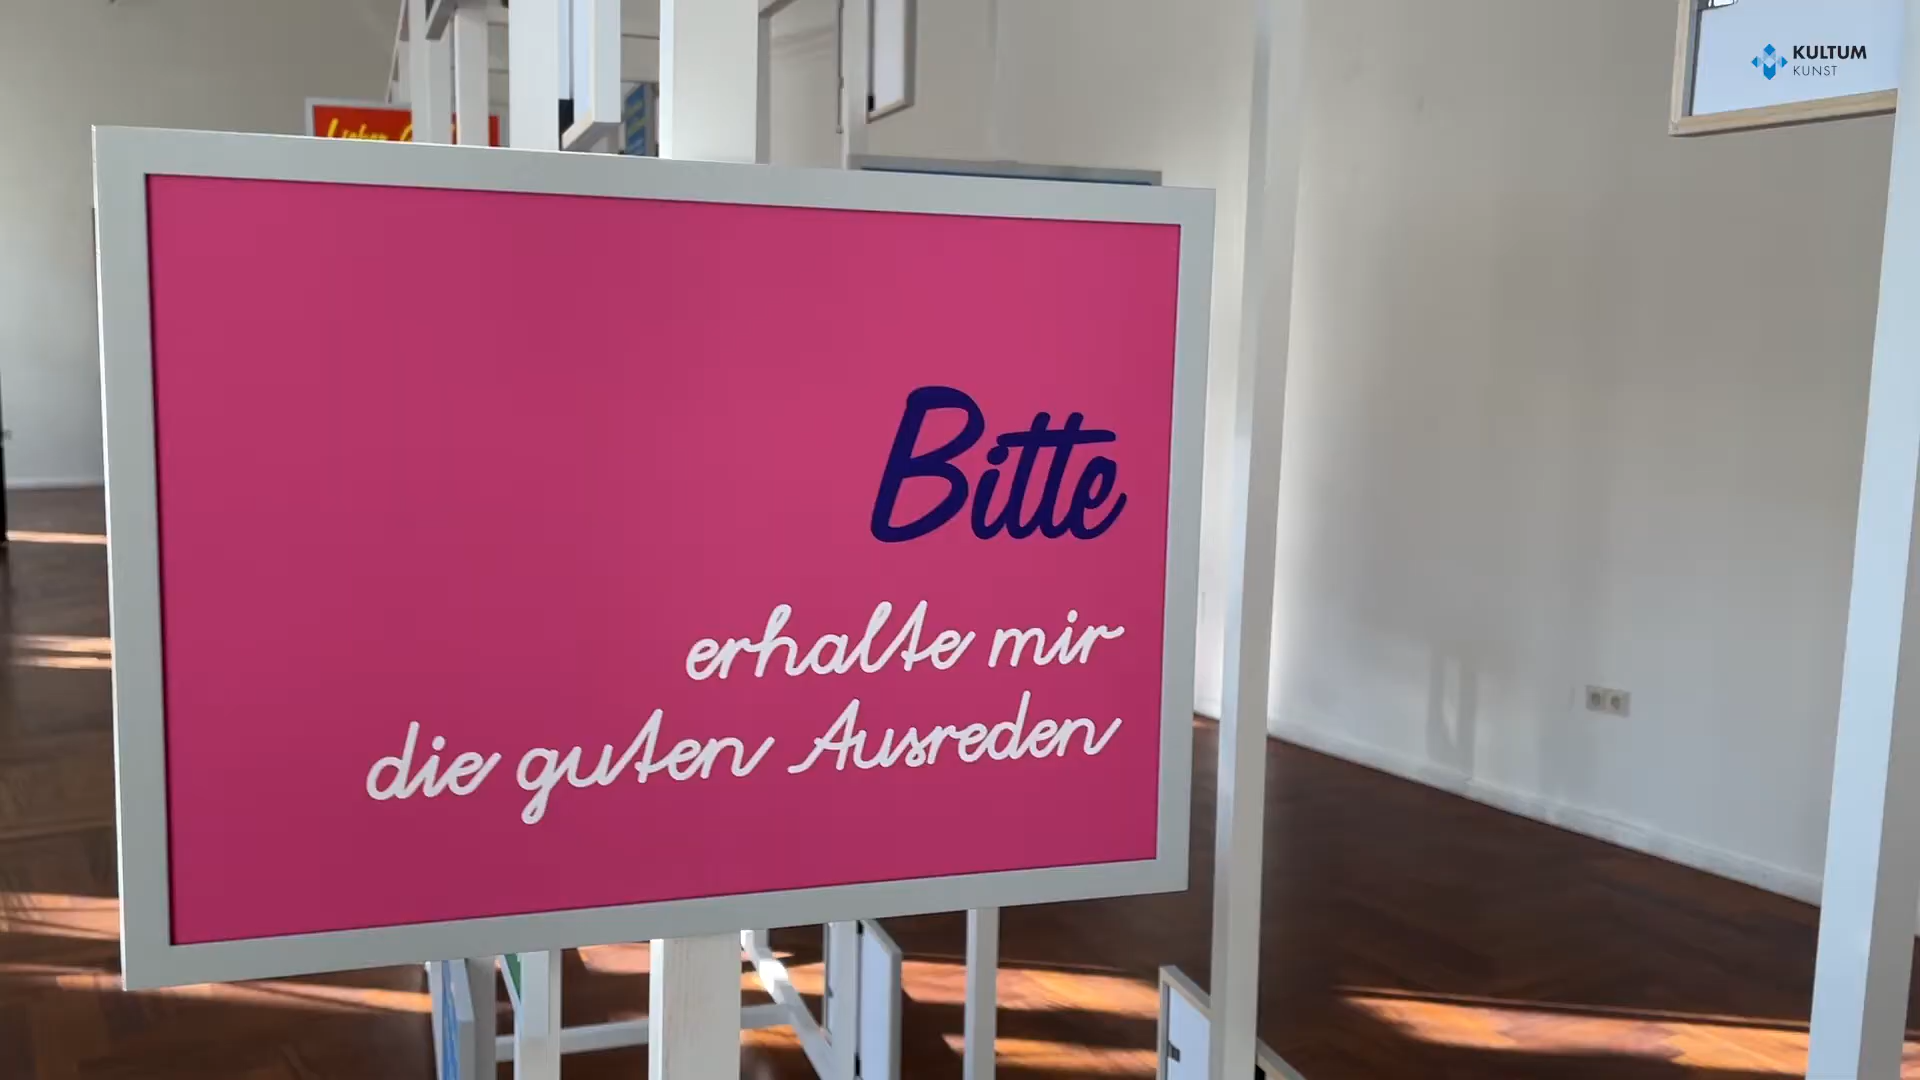 KULTUM
KUNST
Bitte
erhalte mir
die guten Ausreden